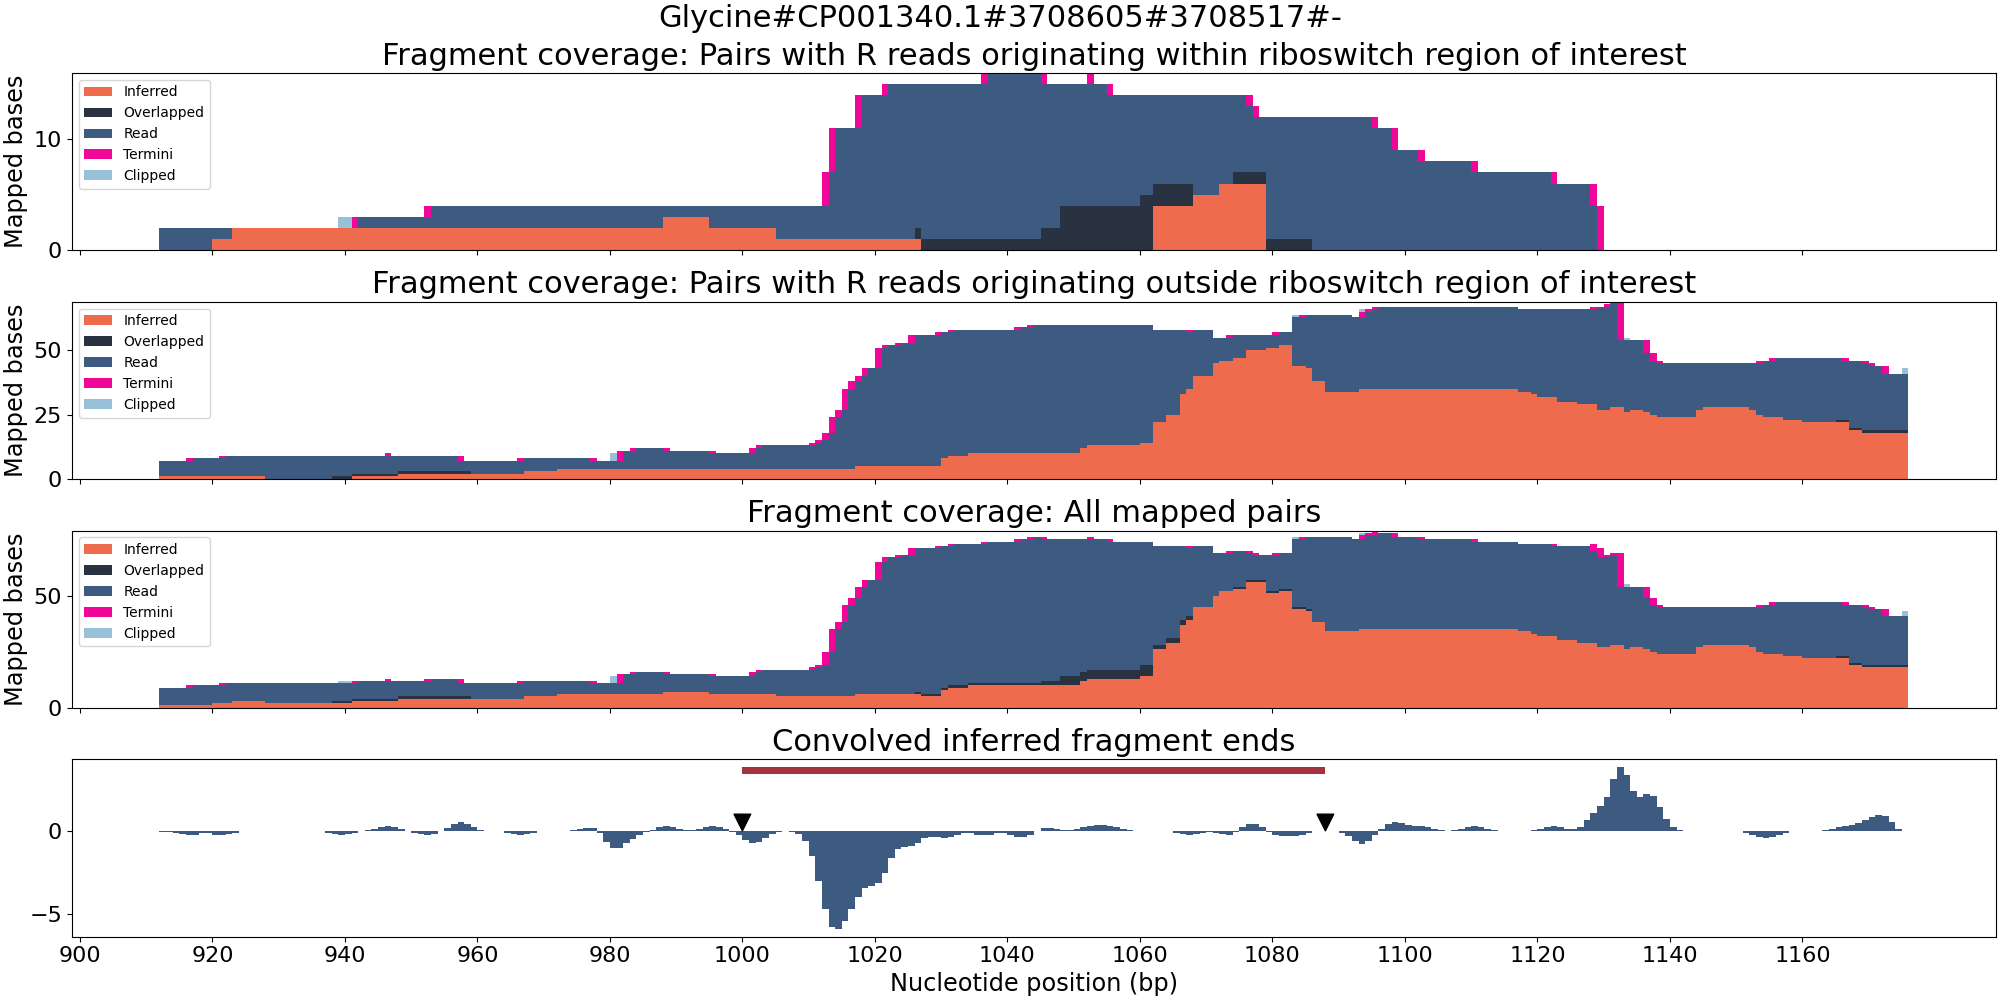 Glycine#CP001340.1#3708605#3708517#-
Fragment coverage: Pairs with R reads originating within riboswitch region of interest
Mapped bases
10
0
Inferred
Overlapped
Read
Termini
Clipped
Fragment coverage: Pairs with R reads originating outside riboswitch region of interest
Mapped bases
50
25
0
Inferred
Overlapped
Read
Termini
Clipped
Fragment coverage: All mapped pairs
Mapped bases
50
0
Inferred
Overlapped
Read
Termini
Clipped
Convolved inferred fragment ends
0
−5
900 920 940 960 980 1000 1020 1040 1060 1080 1100 1120 1140 1160
Nucleotide position (bp)